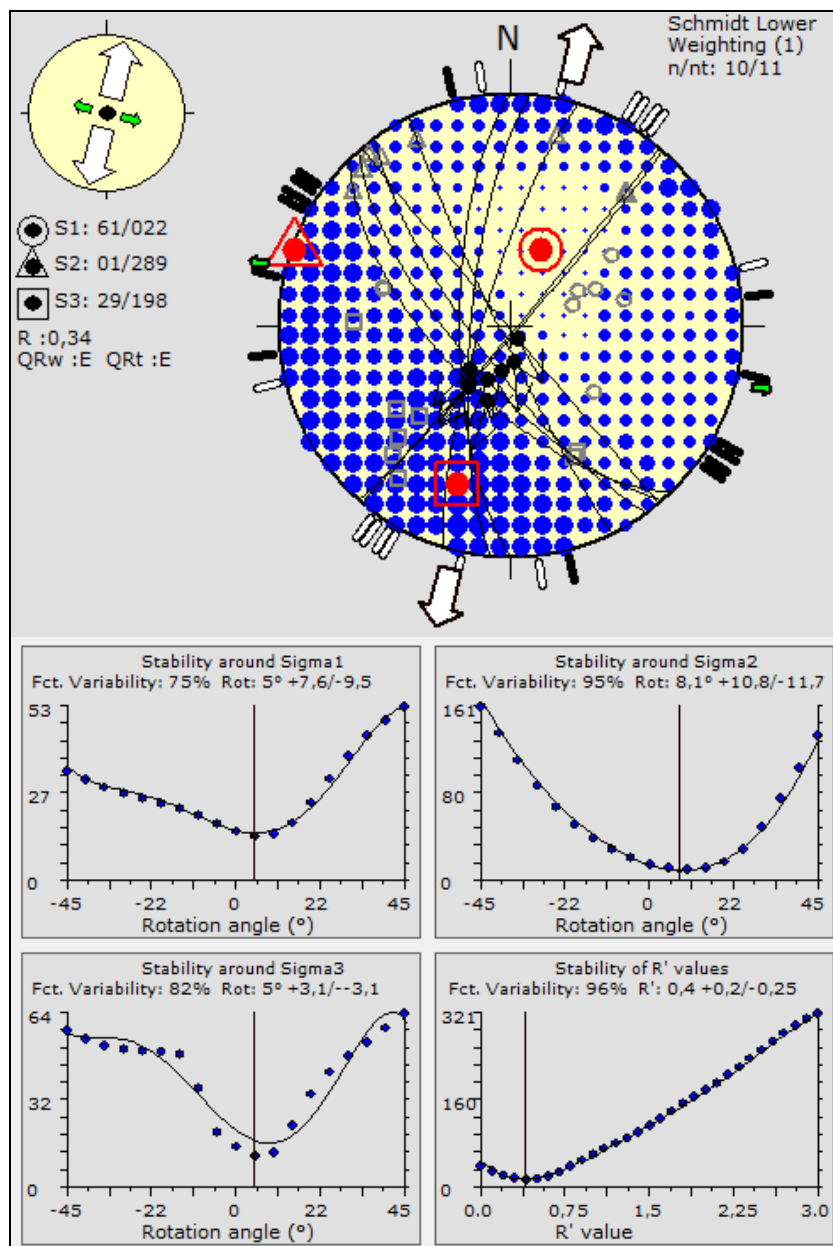 Schmidt Lower
Weighting (1)
n/nt: 10/11
N
S1: 61/022
S2: 01/289
S3: 29/198
R :0,34
QRw :E QRt :E
Stability around Sigma1
Fct. Variability: 75% Rot: 5° +7,6/-9,5
53
27
0
-45 -22 0 22 45
Rotation angle (°)
Stability around Sigma2
Fct. Variability: 95% Rot: 8,1° +10,8/-11,7
161
80
0
-45 -22 0 22 45
Rotation angle (°)
Stability around Sigma3
Fct. Variability: 82% Rot: 5° +3,1/--3,1
64
32
0
-45 -22 0 22 45
Rotation angle (°)
Stability of R' values
Fct. Variability: 96% R': 0,4 +0,2/-0,25
321
160
0
0.0 0,75 1,5 2,25 3.0
R' value